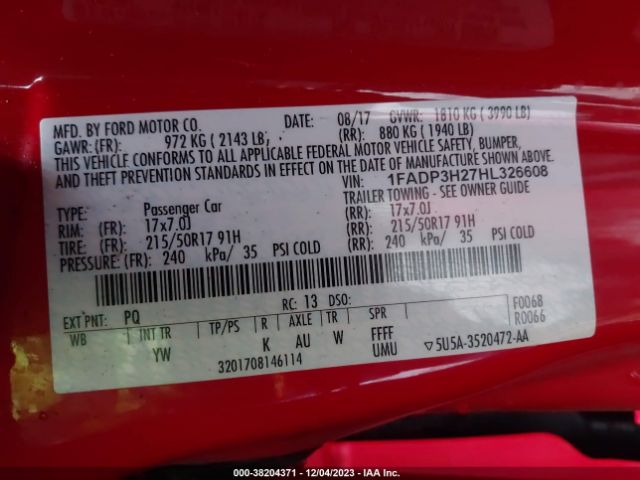 MFD. BY FORD MOTOR CO.
DATE: 08/17 GVWR: 1810 KG ( 3990 LB)
GAWR: (FR): 972 KG ( 2143 LB) (RR): 880 KG ( 1940 LB)
THIS VEHICLE CONFORMS TO ALL APPLICABLE FEDERAL MOTOR VEHICLE SAFETY, BUMPER,
AND THEFT PREVENTION STANDARDS IN EFFECT ON THE DATE OF MANUFACTURE SHOWN ABOVE.
VIN: 1FADP3H27HL326608
TYPE: Passenger Car TRAILER TOWING - SEE OWNER GUIDE
RIM: (FR): 17x7.0J (RR): 17x7.0J
TIRE: (FR): 215/50R17 91H (RR): 215/50R17 91H
PRESSURE: (FR): 240 kPa/ 35 PSI COLD (RR): 240 kPa/ 35 PSI COLD
EXT PNT: PQ RC: 13 DSO: F0068
R0066
WB INT TR TP/PS R AXLE TR SPR
YW K AU W FFFF
UMU
3201708146114 ▽5U5A-3520472-AA
000-38204371 - 12/04/2023 - IAA Inc.